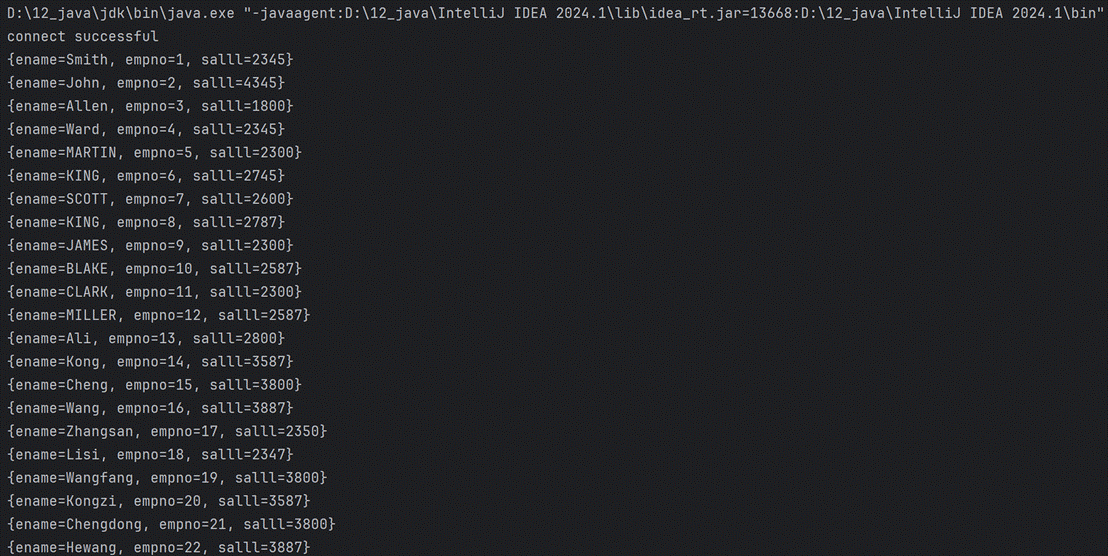 D:\12_java\jdk\bin\java.exe "-javaagent:D:\12_java\IntelliJ IDEA 2024.1\lib\idea_rt.jar=13668:D:\12_java\IntelliJ IDEA 2024.1\bin"
connect successful
{ename=Smith, empno=1, salll=2345}
{ename=John, empno=2, salll=4345}
{ename=Allen, empno=3, salll=1800}
{ename=Ward, empno=4, salll=2345}
{ename=MARTIN, empno=5, salll=2300}
{ename=KING, empno=6, salll=2745}
{ename=SCOTT, empno=7, salll=2600}
{ename=KING, empno=8, salll=2787}
{ename=JAMES, empno=9, salll=2300}
{ename=BLAKE, empno=10, salll=2587}
{ename=CLARK, empno=11, salll=2300}
{ename=MILLER, empno=12, salll=2587}
{ename=Ali, empno=13, salll=2800}
{ename=Kong, empno=14, salll=3587}
{ename=Cheng, empno=15, salll=3800}
{ename=Wang, empno=16, salll=3887}
{ename=Zhangsan, empno=17, salll=2350}
{ename=Lisi, empno=18, salll=2347}
{ename=Wangfang, empno=19, salll=3800}
{ename=Kongzi, empno=20, salll=3587}
{ename=Chengdong, empno=21, salll=3800}
{ename=Hewang, empno=22, salll=3887}